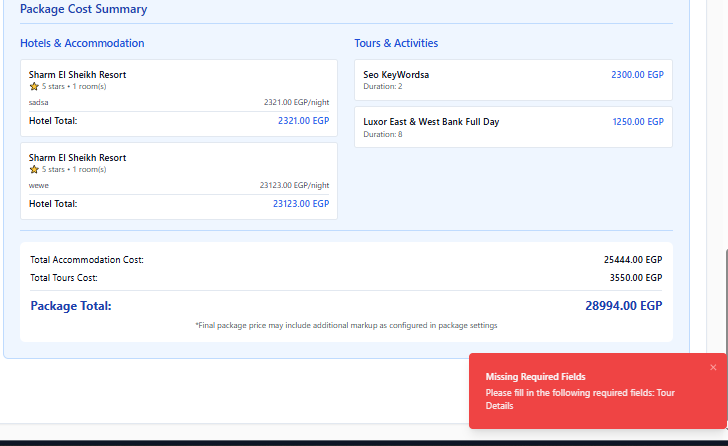 Package Cost Summary
Hotels & Accommodation
Sharm El Sheikh Resort
⭐ 5 stars • 1 room(s)
sadsa 2321.00 EGP/night
Hotel Total: 2321.00 EGP
Sharm El Sheikh Resort
⭐ 5 stars • 1 room(s)
wewe 23123.00 EGP/night
Hotel Total: 23123.00 EGP
Tours & Activities
Seo KeyWordsa 2300.00 EGP
Duration: 2
Luxor East & West Bank Full Day 1250.00 EGP
Duration: 8
Total Accommodation Cost: 25444.00 EGP
Total Tours Cost: 3550.00 EGP
Package Total: 28994.00 EGP
*Final package price may include additional markup as configured in package settings
Missing Required Fields
Please fill in the following required fields: Tour
Details